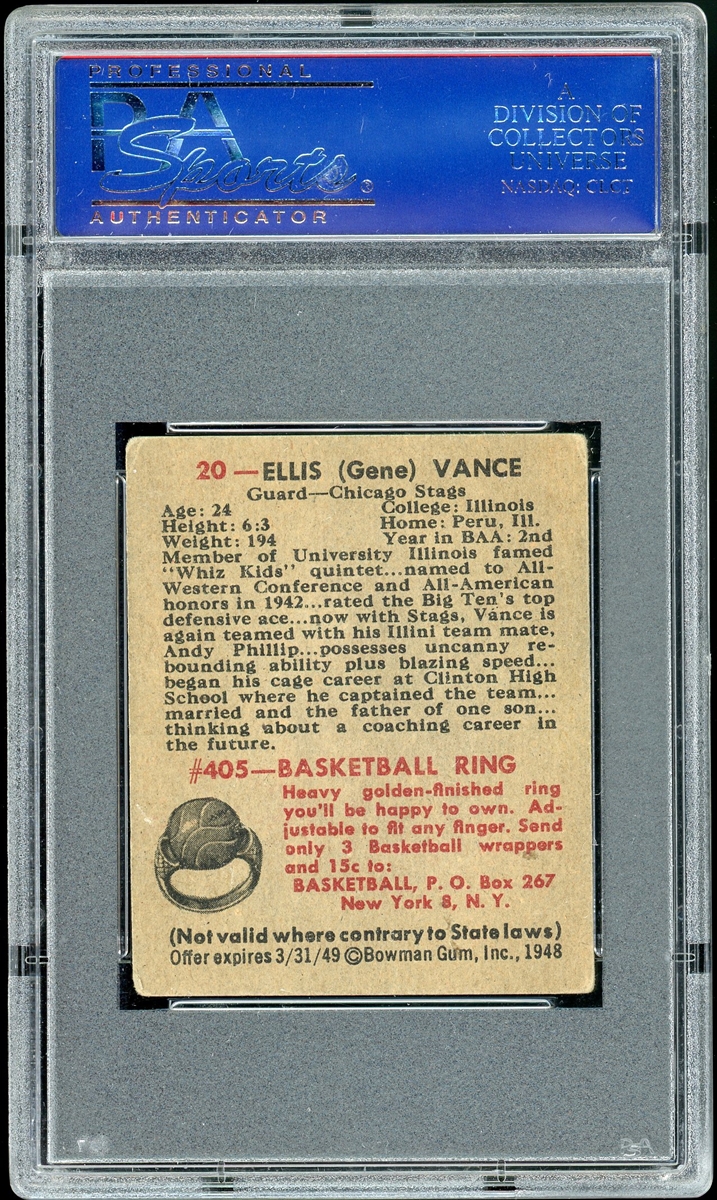 PROFESSIONAL
PSA
Sports®
AUTHENTICATOR
A
DIVISION OF
COLLECTORS
UNIVERSE
NASDAQ: CLCT
20—ELLIS (Gene) VANCE
Guard—Chicago Stags
Age: 24 College: Illinois
Height: 6:3 Home: Peru, Ill.
Weight: 194 Year in BAA: 2nd
Member of University Illinois famed
"Whiz Kids" quintet...named to All-
Western Conference and All-American
honors in 1942...rated the Big Ten's top
defensive ace...now with Stags, Vance is
again teamed with his Illini team mate,
Andy Phillip...possesses uncanny re-
bounding ability plus blazing speed...
began his cage career at Clinton High
School where he captained the team...
married and the father of one son...
thinking about a coaching career in
the future.
#405—BASKETBALL RING
Heavy golden-finished ring
you'll be happy to own. Ad-
justable to fit any finger. Send
only 3 Basketball wrappers
and 15c to:
BASKETBALL, P. O. Box 267
New York 8, N. Y.
(Not valid where contrary to State laws)
Offer expires 3/31/49 ©Bowman Gum, Inc., 1948
PSA